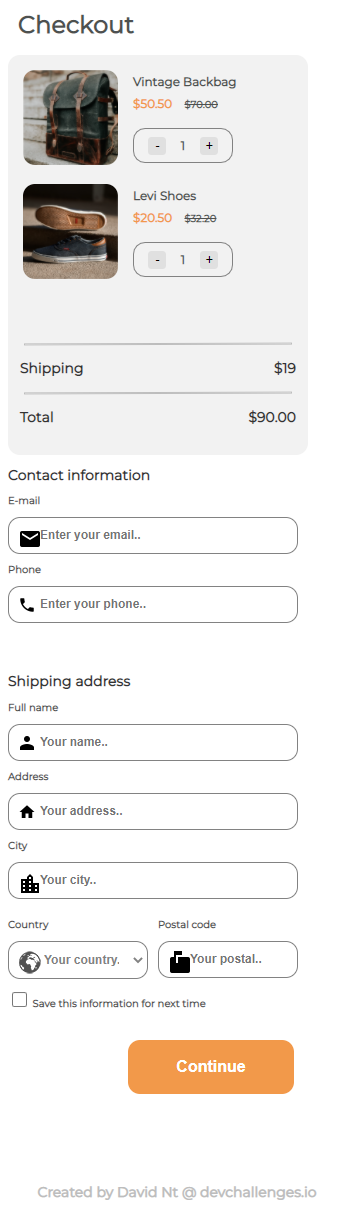 Checkout
Vintage Backbag
$50.50 $70.00
- 1 +
Levi Shoes
$20.50 $32.20
- 1 +
Shipping $19
Total $90.00
Contact information
E-mail
Enter your email..
Phone
Enter your phone..
Shipping address
Full name
Your name..
Address
Your address..
City
Your city..
Country Postal code
Your country. Your postal..
Save this information for next time
Continue
Created by David Nt @ devchallenges.io